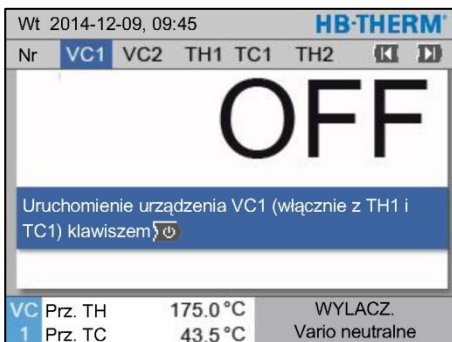 Wt 2014-12-09, 09:45 HB-THERM®
Nr VC1 VC2 TH1 TC1 TH2
OFF
Uruchomienie urządzenia VC1 (włącznie z TH1 i
TC1) klawiszem
VC Prz. TH 175.0 °C WYLACZ.
1 Prz. TC 43.5 °C Vario neutralne